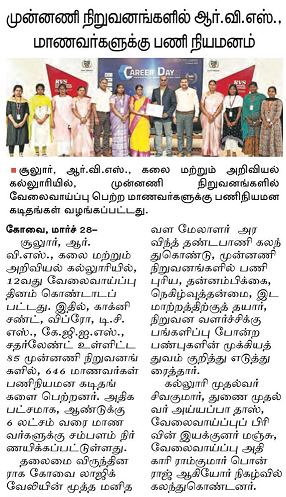 முன்னணி நிறுவனங்களில் ஆர்.வி.எஸ்.,
மாணவர்களுக்கு பணி நியமனம்
RVS
CAREER DAY
RVS
சூலூர், ஆர்.வி.எஸ்., கலை மற்றும் அறிவியல்
கல்லூரியில், முன்னணி நிறுவனங்களில்
வேலைவாய்ப்பு பெற்ற மாணவர்களுக்கு பணிநியமன
கடிதங்கள் வழங்கப்பட்டது.
கோவை, மார்ச் 28-
சூலூர், ஆர்.
வி.எஸ்., கலை மற்றும்
அறிவியல் கல்லூரியில்,
12வது வேலைவாய்ப்பு
தினம் கொண்டாடப்
பட்டது. இதில், காக்னி
சண்ட், விப்ரோ, டி.சி.
எஸ்., கே.ஜி.ஐ.எஸ்.,
சதர்லேண்ட் உள்ளிட்ட
85 முன்னணி நிறுவனங்
களில், 646 மாணவர்கள்
பணிநியமன கடிதங்
களை பெற்றனர். அதிக
பட்சமாக, ஆண்டுக்கு
6 லட்சம் வரை மாண
வர்களுக்கு சம்பளம் நிர்
ணயிக்கப்பட்டுள்ளது.
தலைமை விருந்தின
ராக கோவை லாஜிக்
வேலியின் மூத்த மனித
வள மேலாளர் அர
விந்த் தண்டபாணி கலந்
துகொண்டு, முன்னணி
நிறுவனங்களில் பணி
புரிய, தன்னம்பிக்கை,
நெகிழ்வுத்தன்மை, இட
மாற்றத்திற்குத் தயார்,
நிறுவன வளர்ச்சிக்கு
பங்களிப்பு போன்ற
பண்புகளின் முக்கியத்
துவம் குறித்து எடுத்து
ரைத்தார்.
கல்லூரி முதல்வர்
சிவகுமார், துணை முதல்
வர் அய்யப்பா தாஸ்,
வேலைவாய்ப்புப் பிரி
வின் இயக்குனர் மஞ்சு,
வேலைவாய்ப்பு அதி
காரி ராம்குமார் பொன்
ராஜ் ஆகியோர் நிகழ்வில்
கலந்துகொண்டனர்.